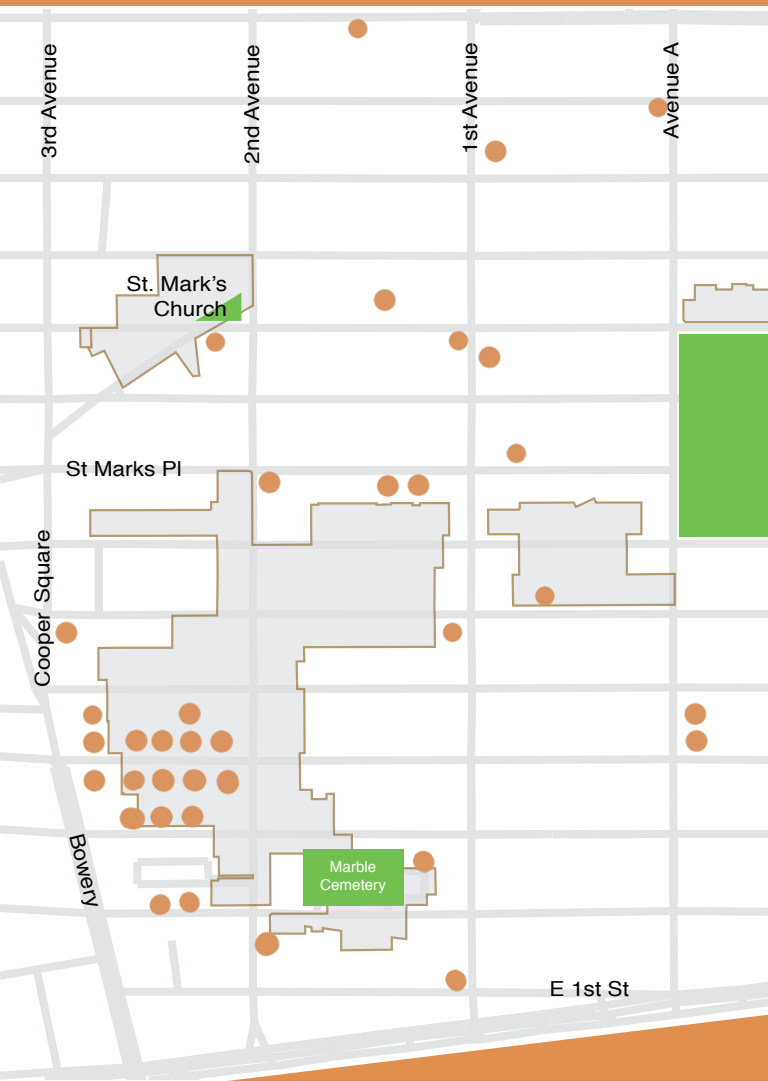 3rd Avenue
2nd Avenue
1st Avenue
Avenue A
St. Mark's
Church
St Marks Pl
Cooper Square
Bowery
Marble
Cemetery
E 1st St